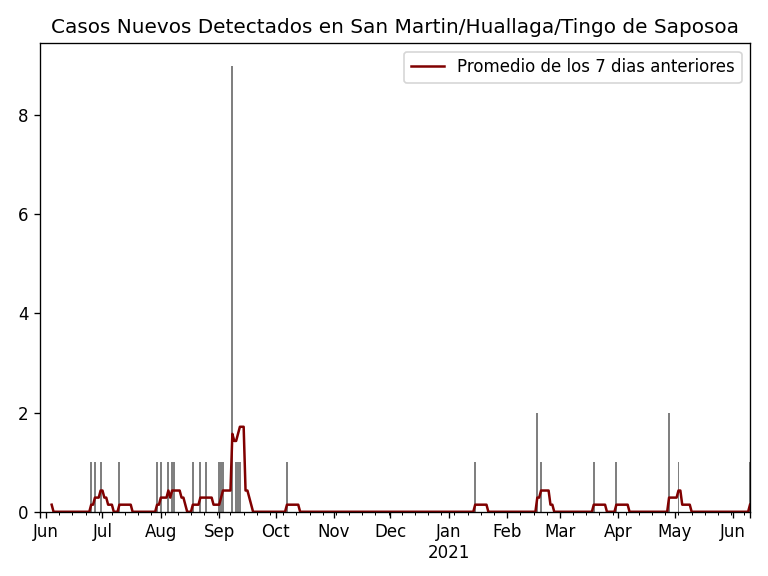 Casos Nuevos Detectados en San Martin/Huallaga/Tingo de Saposoa
Promedio de los 7 dias anteriores
8
6
4
2
0
Jun Jul Aug Sep Oct Nov Dec Jan Feb Mar Apr May Jun
2021